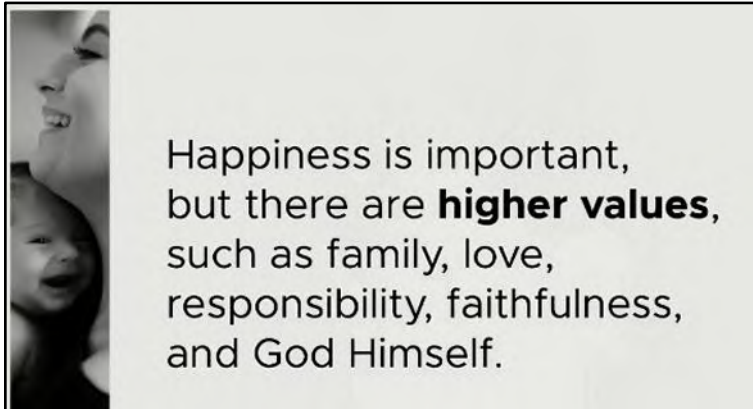 Happiness is important,
but there are higher values,
such as family, love,
responsibility, faithfulness,
and God Himself.